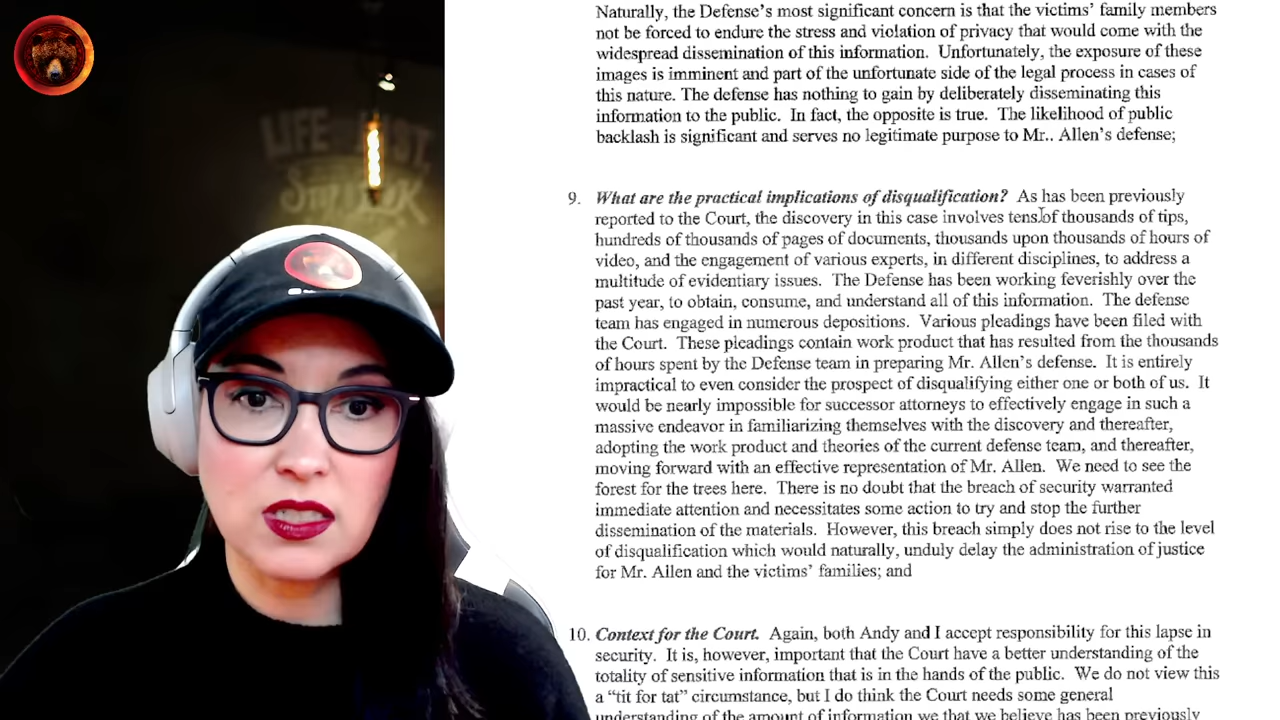 LIFE
Naturally, the Defense's most significant concern is that the victims' family members
not be forced to endure the stress and violation of privacy that would come with the
widespread dissemination of this information. Unfortunately, the exposure of these
images is imminent and part of the unfortunate side of the legal process in cases of
this nature. The defense has nothing to gain by deliberately disseminating this
information to the public. In fact, the opposite is true. The likelihood of public
backlash is significant and serves no legitimate purpose to Mr.. Allen's defense;
9. What are the practical implications of disqualification? As has been previously
reported to the Court, the discovery in this case involves tens of thousands of tips,
hundreds of thousands of pages of documents, thousands upon thousands of hours of
video, and the engagement of various experts, in different disciplines, to address a
multitude of evidentiary issues. The Defense has been working feverishly over the
past year, to obtain, consume, and understand all of this information. The defense
team has engaged in numerous depositions. Various pleadings have been filed with
the Court. These pleadings contain work product that has resulted from the thousands
of hours spent by the Defense team in preparing Mr. Allen's defense. It is entirely
impractical to even consider the prospect of disqualifying either one or both of us. It
would be nearly impossible for successor attorneys to effectively engage in such a
massive endeavor in familiarizing themselves with the discovery and thereafter,
adopting the work product and theories of the current defense team, and thereafter,
moving forward with an effective representation of Mr. Allen. We need to see the
forest for the trees here. There is no doubt that the breach of security warranted
immediate attention and necessitates some action to try and stop the further
dissemination of the materials. However, this breach simply does not rise to the level
of disqualification which would naturally, unduly delay the administration of justice
for Mr. Allen and the victims' families; and
10. Context for the Court. Again, both Andy and I accept responsibility for this lapse in
security. It is, however, important that the Court have a better understanding of the
totality of sensitive information that is in the hands of the public. We do not view this
a "tit for tat" circumstance, but I do think the Court needs some general
understanding of the amount of information we that we believe has been previously